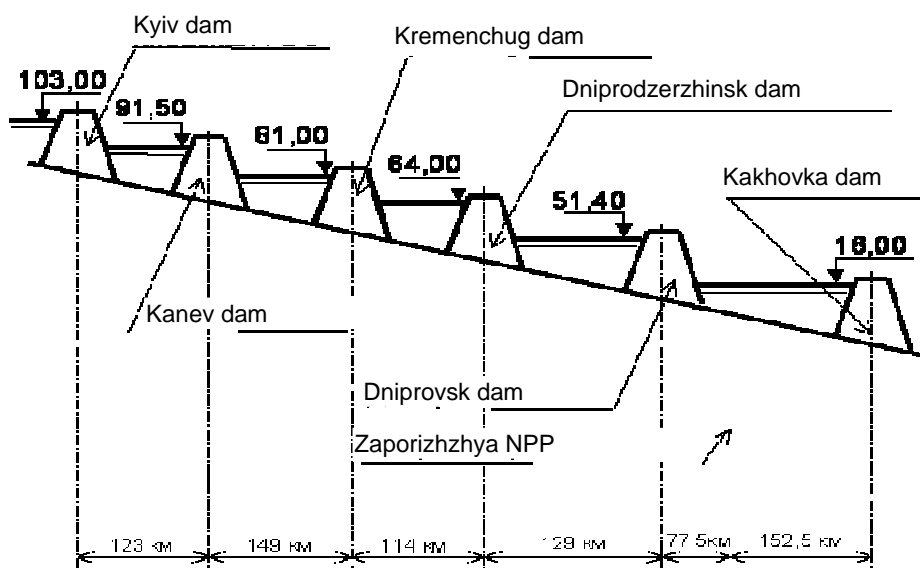 Kyiv dam
Kremenchug dam
103,00
Dniprodzerzhinsk dam
91,50
81,00
64,00
Kakhovka dam
51,40
16,00
Kanev dam
Dniprovsk dam
Zaporizhzhya NPP
123 км
149 км
114 км
129 км
77 5км
152,5 км